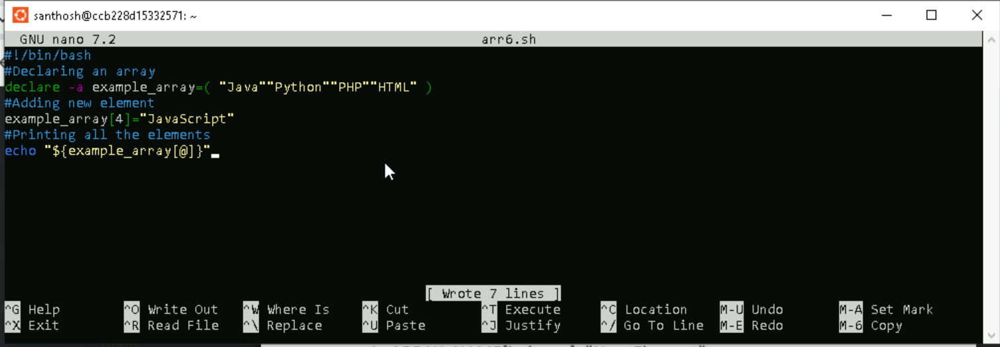 santhosh@ccb228d15332571: ~
GNU nano 7.2 arr6.sh
#!/bin/bash
#Declaring an array
declare -a example_array=( "Java""Python""PHP""HTML" )
#Adding new element
example_array[4]="JavaScript"
#Printing all the elements
echo "${example_array[@]}"
[ Wrote 7 lines ]
^G Help ^O Write Out ^W Where Is ^K Cut ^T Execute ^C Location M-U Undo M-A Set Mark
^X Exit ^R Read File ^\ Replace ^U Paste ^J Justify ^/ Go To Line M-E Redo M-6 Copy